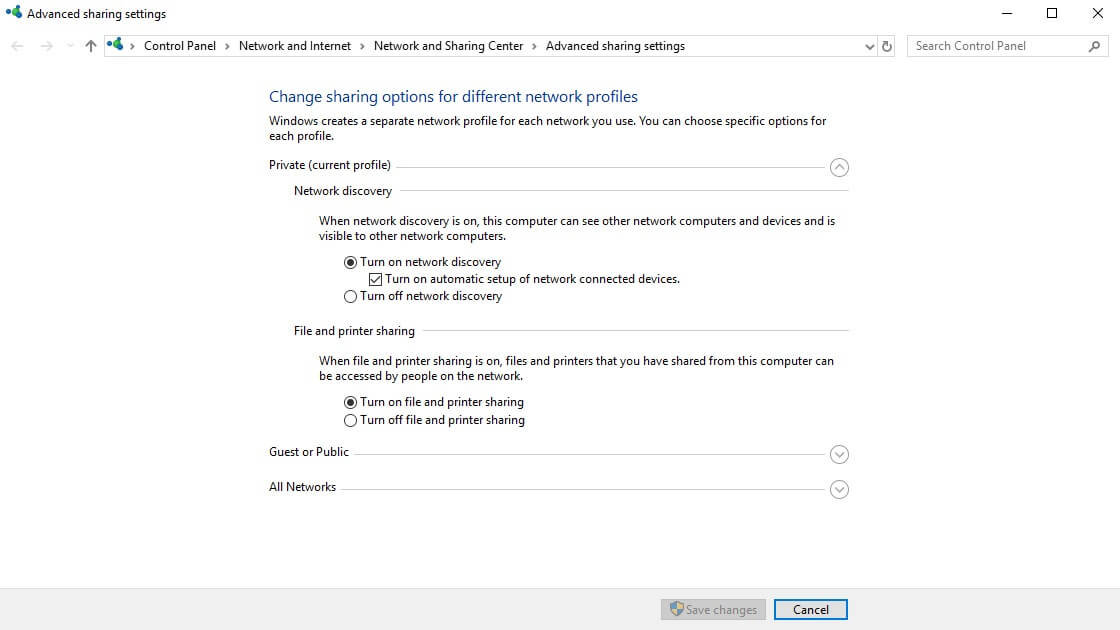 Advanced sharing settings
Control Panel > Network and Internet > Network and Sharing Center > Advanced sharing settings
Search Control Panel
Change sharing options for different network profiles
Windows creates a separate network profile for each network you use. You can choose specific options for
each profile.
Private (current profile)
Network discovery
When network discovery is on, this computer can see other network computers and devices and is
visible to other network computers.
Turn on network discovery
Turn on automatic setup of network connected devices.
Turn off network discovery
File and printer sharing
When file and printer sharing is on, files and printers that you have shared from this computer can
be accessed by people on the network.
Turn on file and printer sharing
Turn off file and printer sharing
Guest or Public
All Networks
Save changes
Cancel